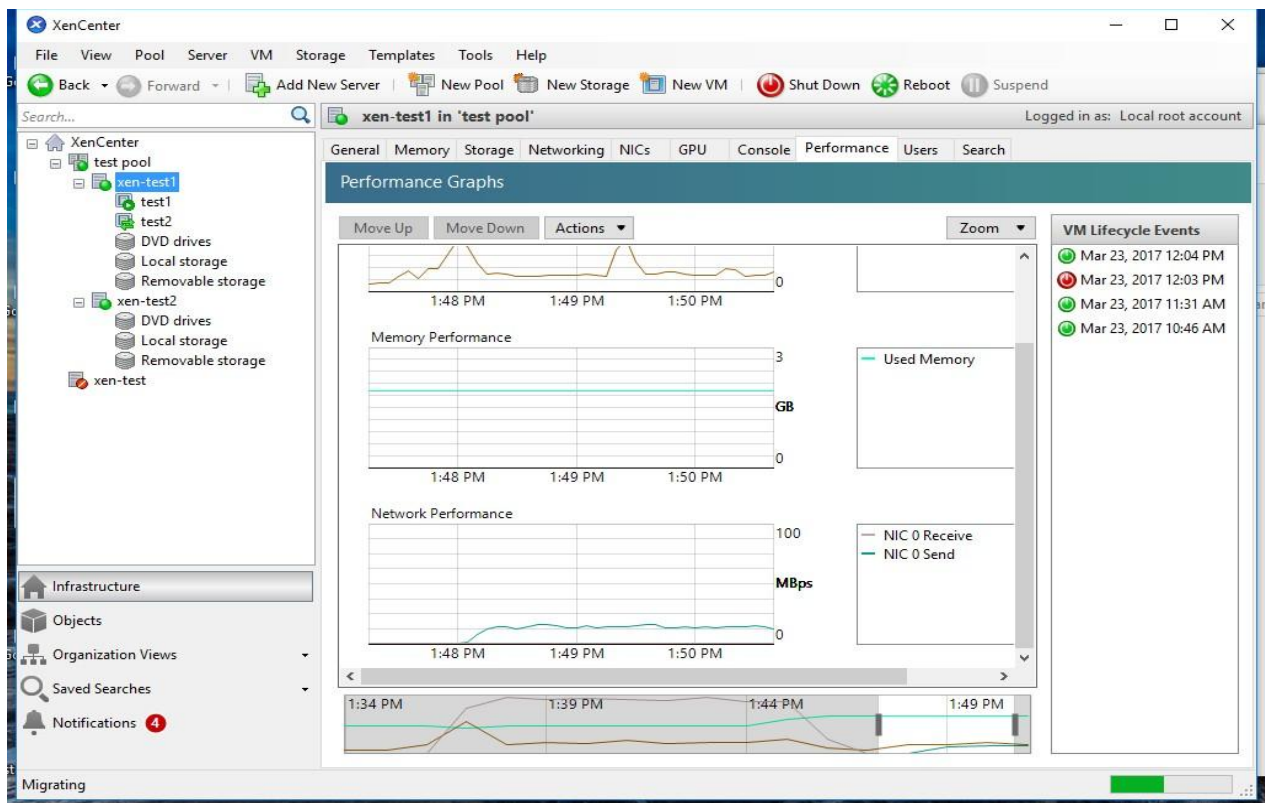 XenCenter
File View Pool Server VM Storage Templates Tools Help
Back Forward Add New Server New Pool New Storage New VM Shut Down Reboot Suspend
Search...
xen-test1 in 'test pool'
Logged in as: Local root account
XenCenter
test pool
xen-test1
test1
test2
DVD drives
Local storage
Removable storage
xen-test2
DVD drives
Local storage
Removable storage
xen-test
Infrastructure
Objects
Organization Views
Saved Searches
Notifications 4
General Memory Storage Networking NICs GPU Console Performance Users Search
Performance Graphs
Move Up Move Down Actions Zoom
0
1:48 PM 1:49 PM 1:50 PM
Memory Performance
3
GB
0
1:48 PM 1:49 PM 1:50 PM
Used Memory
Network Performance
100
MBps
0
1:48 PM 1:49 PM 1:50 PM
NIC 0 Receive
NIC 0 Send
1:34 PM 1:39 PM 1:44 PM 1:49 PM
VM Lifecycle Events
Mar 23, 2017 12:04 PM
Mar 23, 2017 12:03 PM
Mar 23, 2017 11:31 AM
Mar 23, 2017 10:46 AM
Migrating